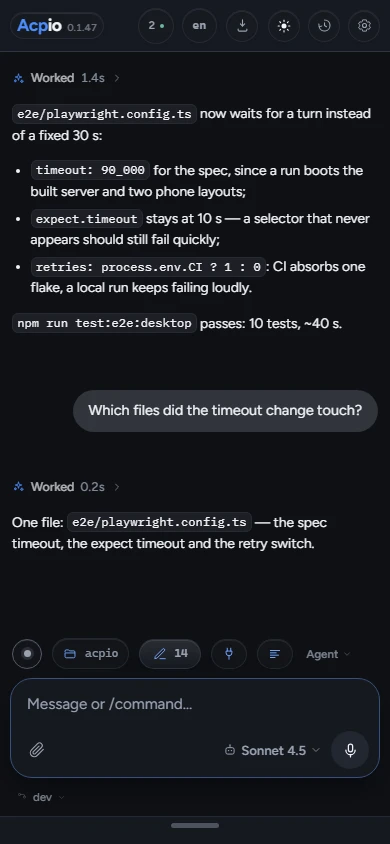 Acpio 0.1.47 2 en
Worked 1.4s
e2e/playwright.config.ts now waits for a turn instead
of a fixed 30 s:
• timeout: 90_000 for the spec, since a run boots the
built server and two phone layouts;
• expect.timeout stays at 10 s — a selector that never
appears should still fail quickly;
• retries: process.env.CI ? 1 : 0 : CI absorbs one
flake, a local run keeps failing loudly.
npm run test:e2e:desktop passes: 10 tests, ~40 s.
Which files did the timeout change touch?
Worked 0.2s
One file: e2e/playwright.config.ts — the spec
timeout, the expect timeout and the retry switch.
acpio 14 Agent
Message or /command...
Sonnet 4.5
dev